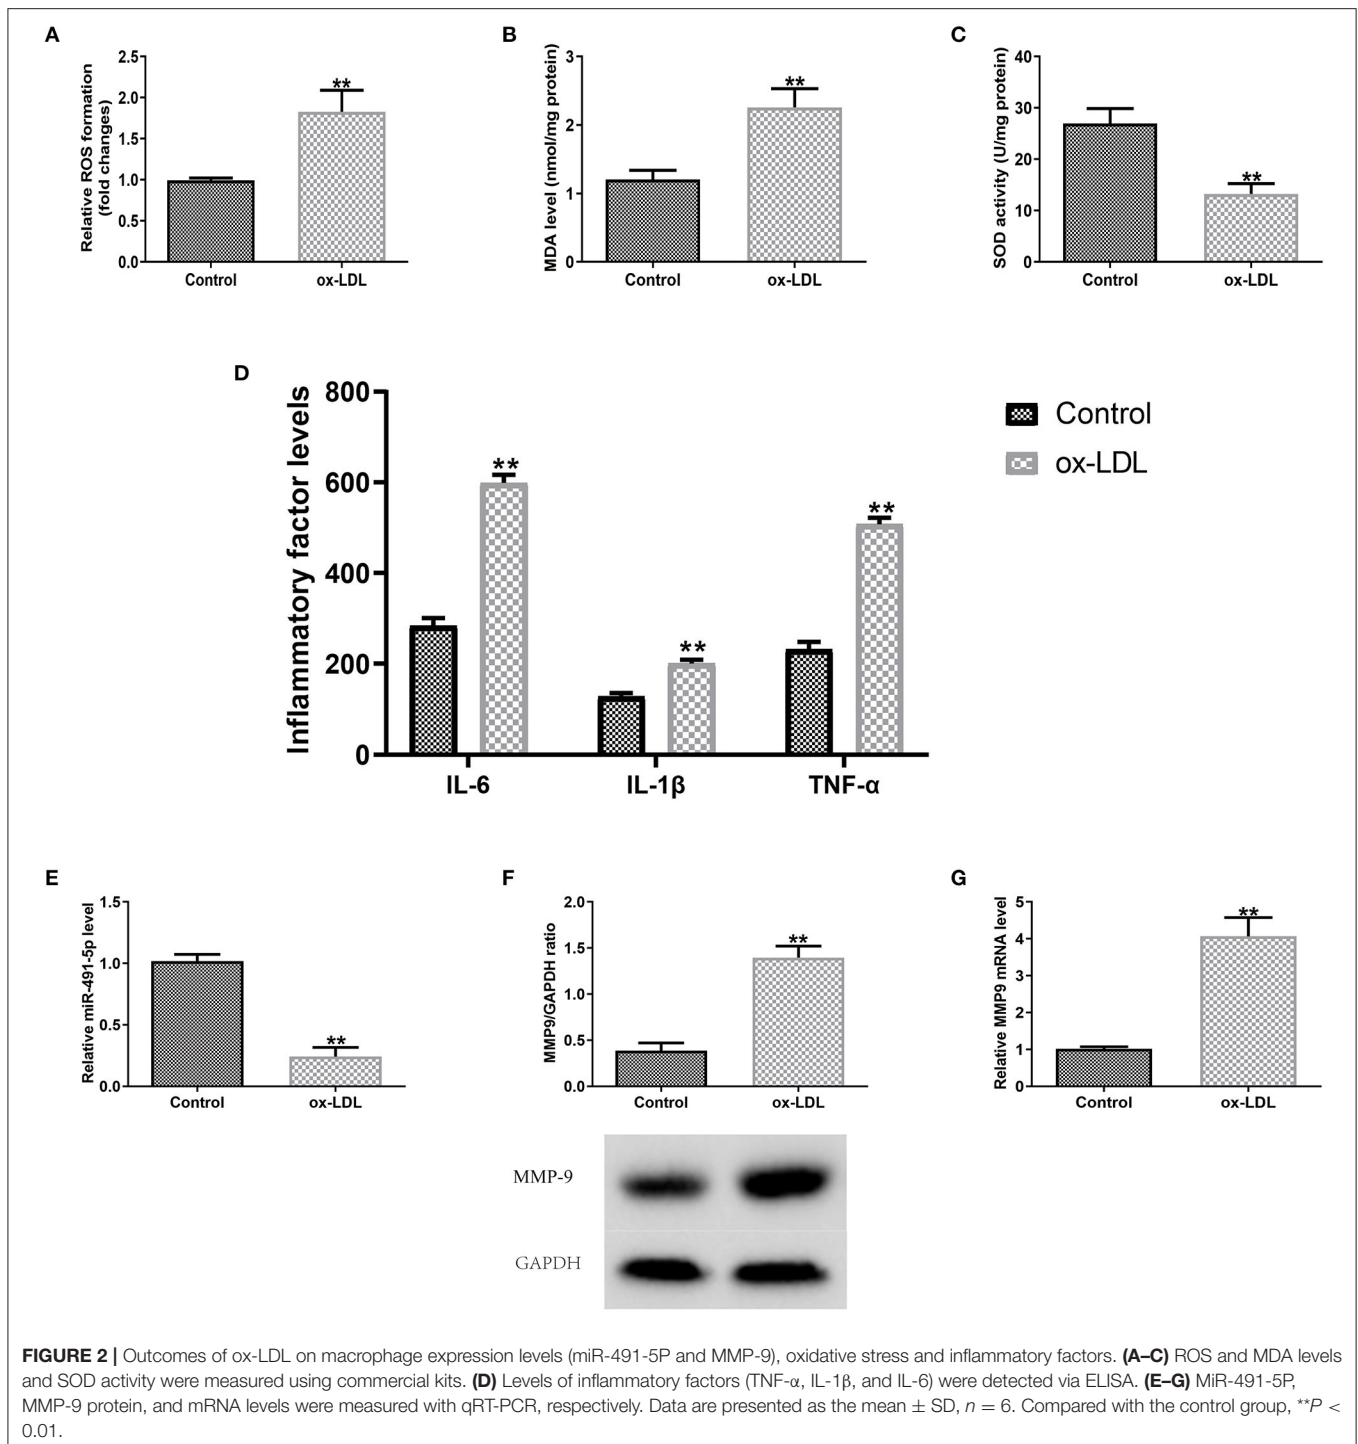 A
Relative ROS formation
(fold changes)
2.5
2.0
1.5
1.0
0.5
0.0
**
Control
ox-LDL
B
MDA level (nmol/mg protein)
3
2
1
0
**
Control
ox-LDL
C
SOD activity (U/mg protein)
40
30
20
10
0
**
Control
ox-LDL
D
Inflammatory factor levels
800
600
400
200
0
**
**
**
IL-6
IL-1β
TNF-α
Control
ox-LDL
E
Relative miR-491-5p level
1.5
1.0
0.5
0.0
**
Control
ox-LDL
F
MMP9/GAPDH ratio
2.0
1.5
1.0
0.5
0.0
**
Control
ox-LDL
G
Relative MMP9 mRNA level
5
4
3
2
1
0
**
Control
ox-LDL
MMP-9
GAPDH
FIGURE 2 | Outcomes of ox-LDL on macrophage expression levels (miR-491-5P and MMP-9), oxidative stress and inflammatory factors. (A–C) ROS and MDA levels
and SOD activity were measured using commercial kits. (D) Levels of inflammatory factors (TNF-α, IL-1β, and IL-6) were detected via ELISA. (E–G) MiR-491-5P,
MMP-9 protein, and mRNA levels were measured with qRT-PCR, respectively. Data are presented as the mean ± SD, n = 6. Compared with the control group, **P <
0.01.